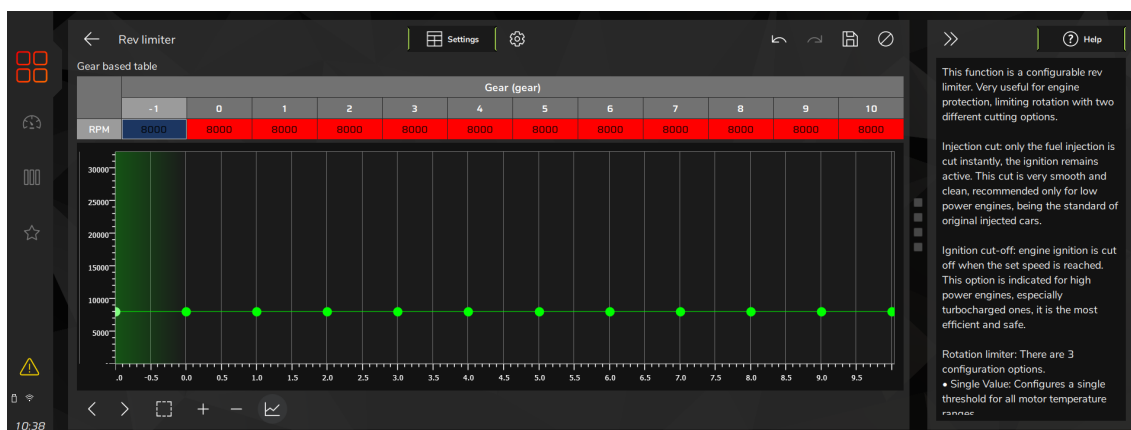 Rev limiter
Settings
Help
Gear based table
Gear (gear)
-1 0 1 2 3 4 5 6 7 8 9 10
RPM 8000 8000 8000 8000 8000 8000 8000 8000 8000 8000 8000 8000
30000
25000
20000
15000
10000
5000
.0 -0.5 0.0 0.5 1.0 1.5 2.0 2.5 3.0 3.5 4.0 4.5 5.0 5.5 6.0 6.5 7.0 7.5 8.0 8.5 9.0 9.5
10:38
This function is a configurable rev
limiter. Very useful for engine
protection, limiting rotation with two
different cutting options.
Injection cut: only the fuel injection is
cut instantly, the ignition remains
active. This cut is very smooth and
clean, recommended only for low
power engines, being the standard of
original injected cars.
Ignition cut-off: engine ignition is cut
off when the set speed is reached.
This option is indicated for high
power engines, especially
turbocharged ones, it is the most
efficient and safe.
Rotation limiter: There are 3
configuration options.
• Single Value: Configures a single
threshold for all motor temperature
ranges